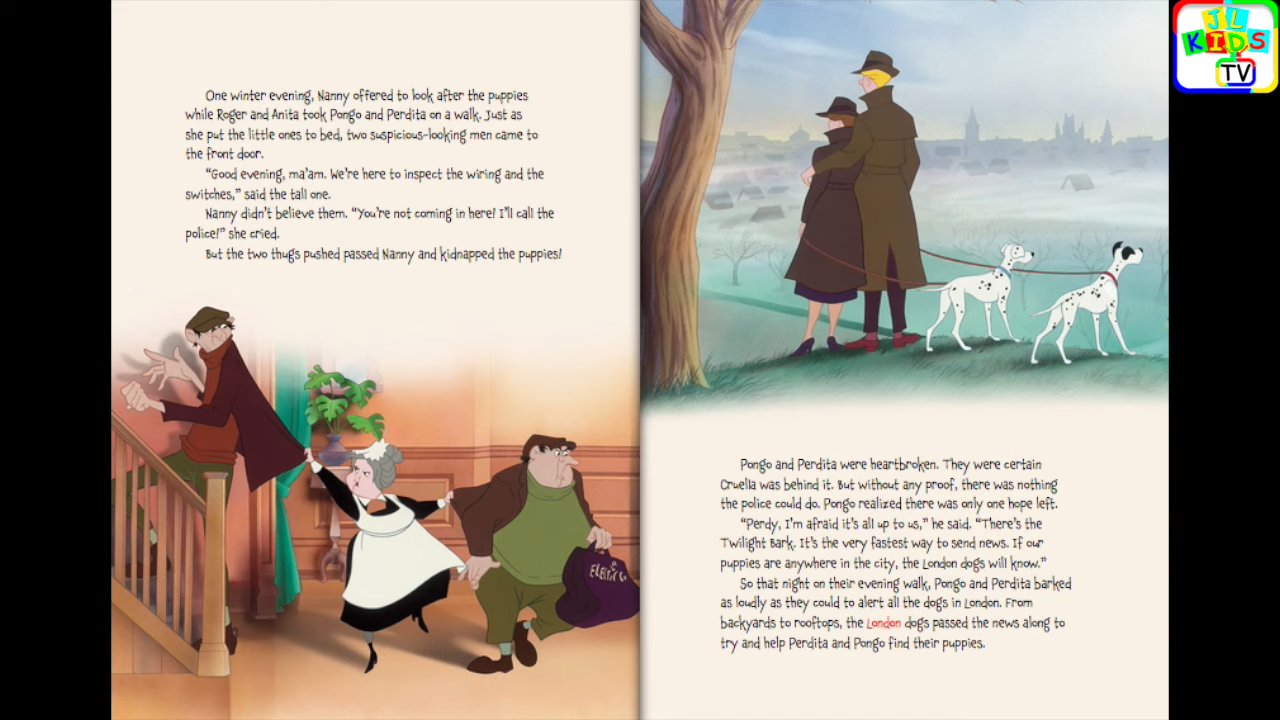 One winter evening, Nanny offered to look after the puppies
while Roger and Anita took Pongo and Perdita on a walk. Just as
she put the little ones to bed, two suspicious-looking men came to
the front door.
"Good evening, ma'am. We're here to inspect the wiring and the
switches," said the tall one.
Nanny didn't believe them. "You're not coming in here! I'll call the
police!" she cried.
But the two thugs pushed passed Nanny and kidnapped the puppies!
Pongo and Perdita were heartbroken. They were certain
Cruella was behind it. But without any proof, there was nothing
the police could do. Pongo realized there was only one hope left.
"Perdy, I'm afraid it's all up to us," he said. "There's the
Twilight Bark. It's the very fastest way to send news. If our
puppies are anywhere in the city, the London dogs will know."
So that night on their evening walk, Pongo and Perdita barked
as loudly as they could to alert all the dogs in London. From
backyards to rooftops, the London dogs passed the news along to
try and help Perdita and Pongo find their puppies.
JL
KIDS
TV